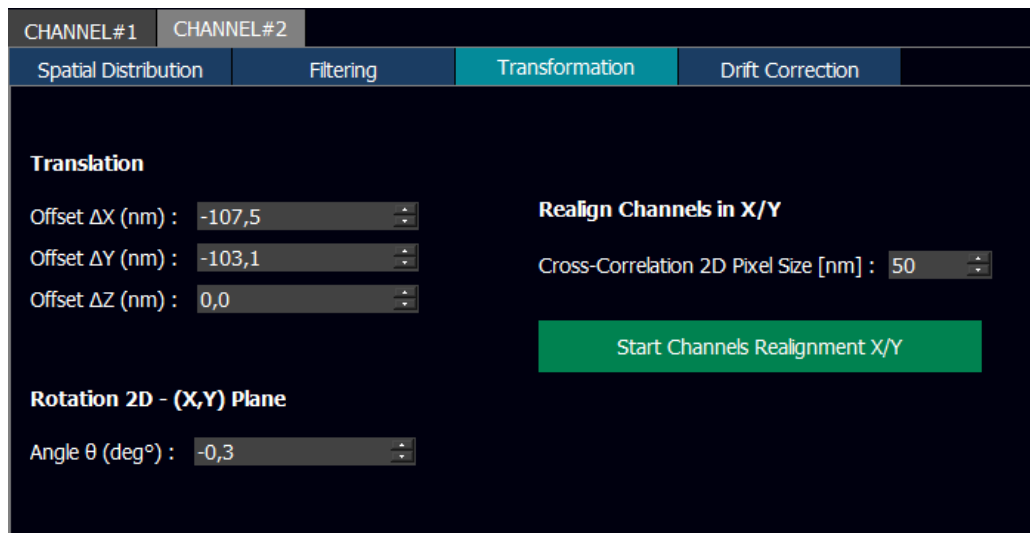 CHANNEL#1 CHANNEL#2
Spatial Distribution Filtering Transformation Drift Correction
Translation
Offset ΔX (nm) : -107,5
Offset ΔY (nm) : -103,1
Offset ΔZ (nm) : 0,0
Realign Channels in X/Y
Cross-Correlation 2D Pixel Size [nm] : 50
Start Channels Realignment X/Y
Rotation 2D - (X,Y) Plane
Angle θ (deg°) : -0,3